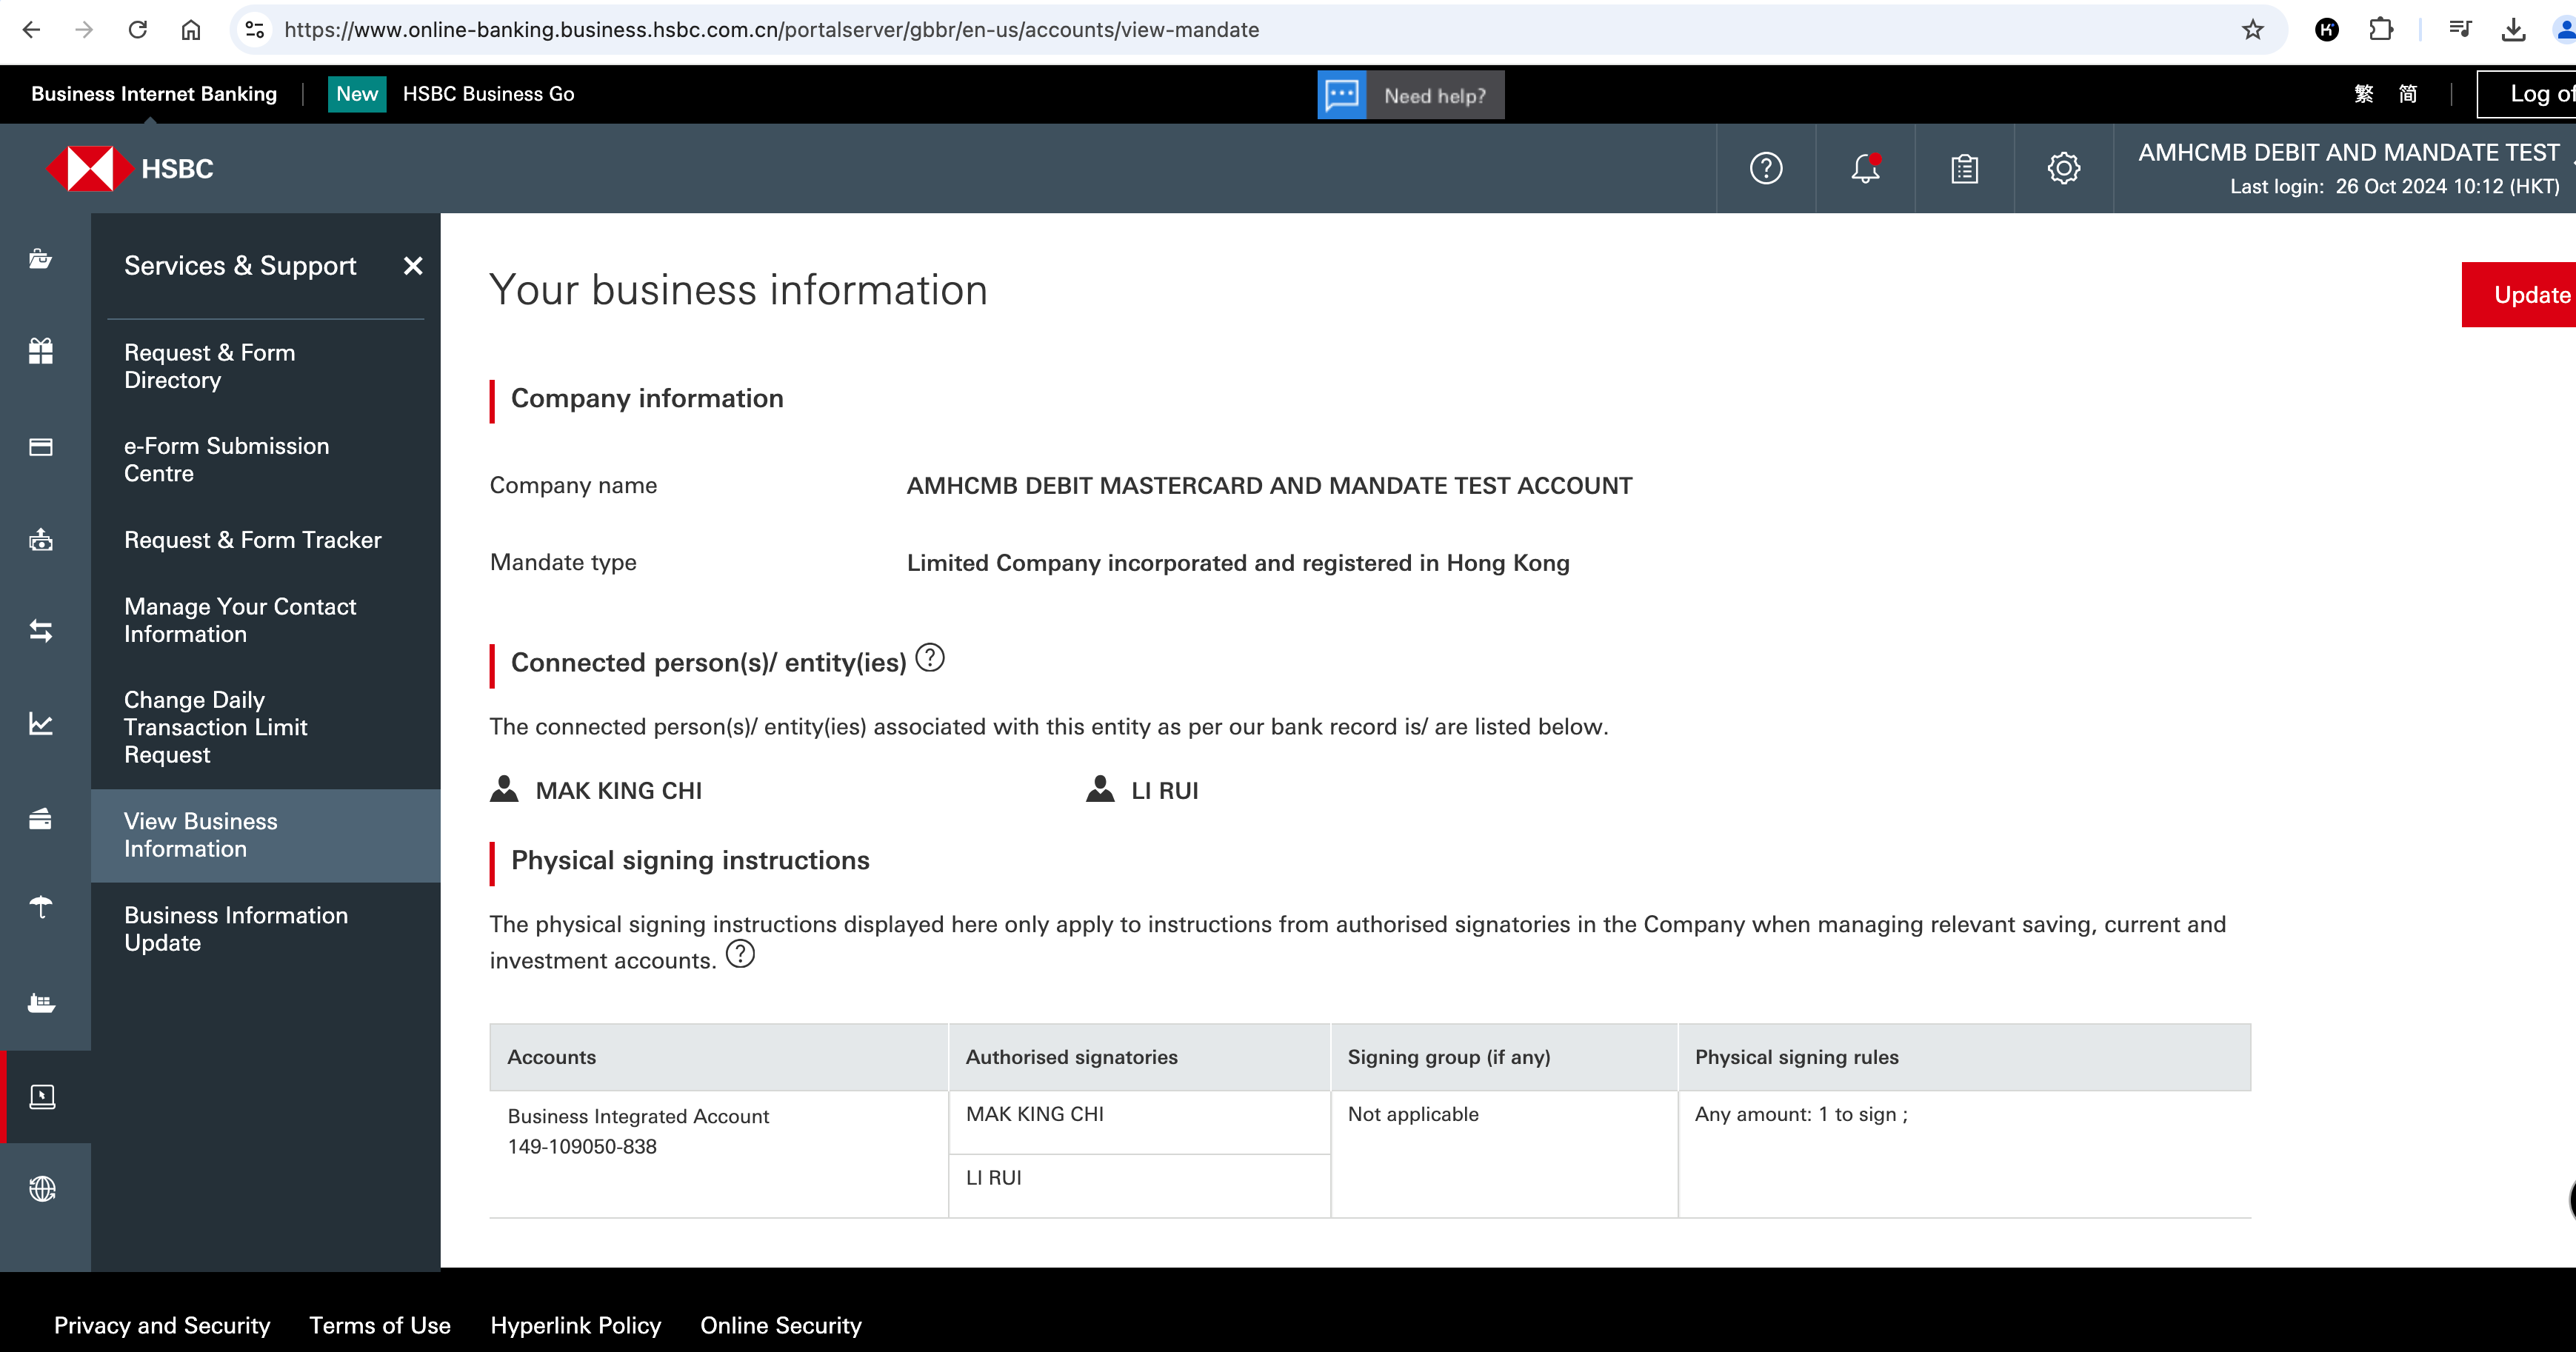 https://www.online-banking.business.hsbc.com.cn/portalserver/gbbr/en-us/accounts/view-mandate
Business Internet Banking
New
HSBC Business Go
Need help?
繁 简
Log of
HSBC
AMHCMB DEBIT AND MANDATE TEST
Last login: 26 Oct 2024 10:12 (HKT)
Services & Support
Request & Form
Directory
e-Form Submission
Centre
Request & Form Tracker
Manage Your Contact
Information
Change Daily
Transaction Limit
Request
View Business
Information
Business Information
Update
Your business information
Update
Company information
Company name
AMHCMB DEBIT MASTERCARD AND MANDATE TEST ACCOUNT
Mandate type
Limited Company incorporated and registered in Hong Kong
Connected person(s)/ entity(ies) ?
The connected person(s)/ entity(ies) associated with this entity as per our bank record is/ are listed below.
MAK KING CHI
LI RUI
Physical signing instructions
The physical signing instructions displayed here only apply to instructions from authorised signatories in the Company when managing relevant saving, current and
investment accounts. ?
Accounts
Authorised signatories
Signing group (if any)
Physical signing rules
Business Integrated Account
149-109050-838
MAK KING CHI
LI RUI
Not applicable
Any amount: 1 to sign ;
Privacy and Security
Terms of Use
Hyperlink Policy
Online Security